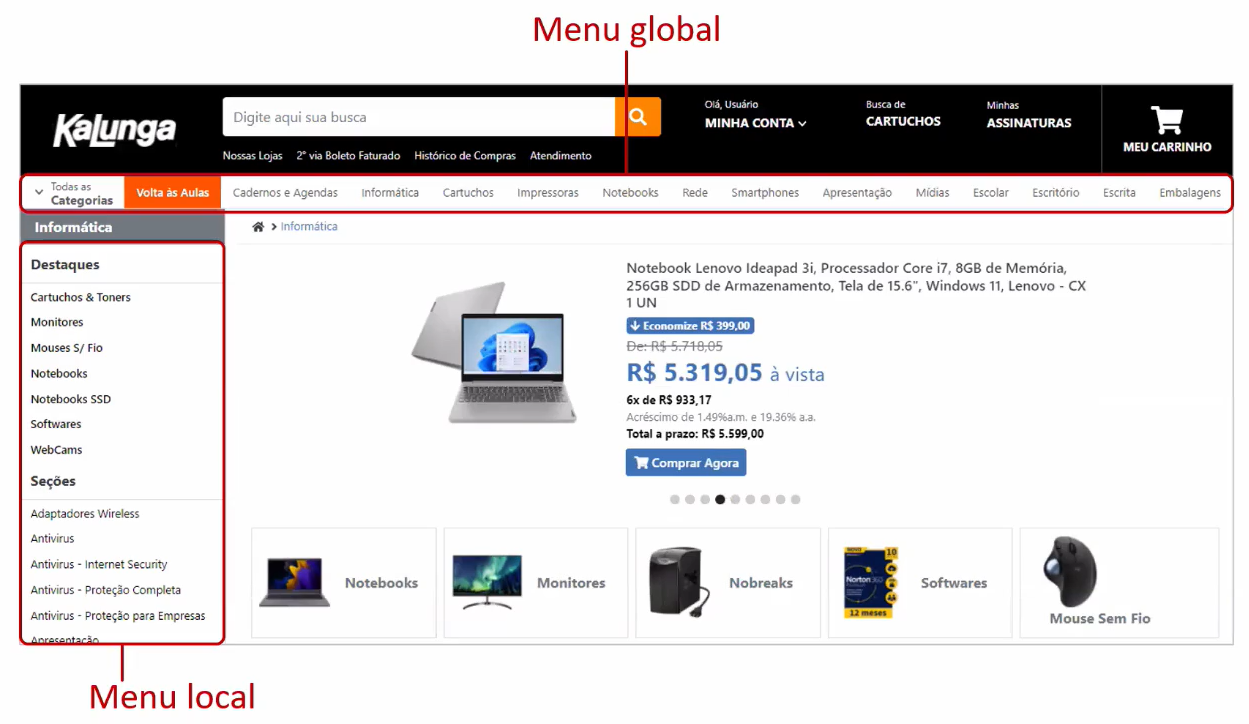 Menu global
Kalunga
Digite aqui sua busca
Olá, Usuário
MINHA CONTA
Busca de
CARTUCHOS
Minhas
ASSINATURAS
MEU CARRINHO
Nossas Lojas 2° via Boleto Faturado Histórico de Compras Atendimento
Todas as
Categorias
Volta às Aulas Cadernos e Agendas Informática Cartuchos Impressoras Notebooks Rede Smartphones Apresentação Mídias Escolar Escritório Escrita Embalagens
Informática
Informática
Destaques
Cartuchos & Toners
Monitores
Mouses S/ Fio
Notebooks
Notebooks SSD
Softwares
WebCams
Seções
Adaptadores Wireless
Antivirus
Antivirus - Internet Security
Antivirus - Proteção Completa
Antivirus - Proteção para Empresas
Apresentação
Notebook Lenovo Ideapad 3i, Processador Core i7, 8GB de Memória,
256GB SDD de Armazenamento, Tela de 15.6”, Windows 11, Lenovo - CX
1 UN
Economize R$ 399,00
De: R$ 5.718,05
R$ 5.319,05 à vista
6x de R$ 933,17
Acréscimo de 1.49%a.m. e 19.36% a.a.
Total a prazo: R$ 5.599,00
Comprar Agora
Notebooks
Monitores
Nobreaks
NOVO
10
Norton 360
12 meses
Softwares
Mouse Sem Fio
Menu local